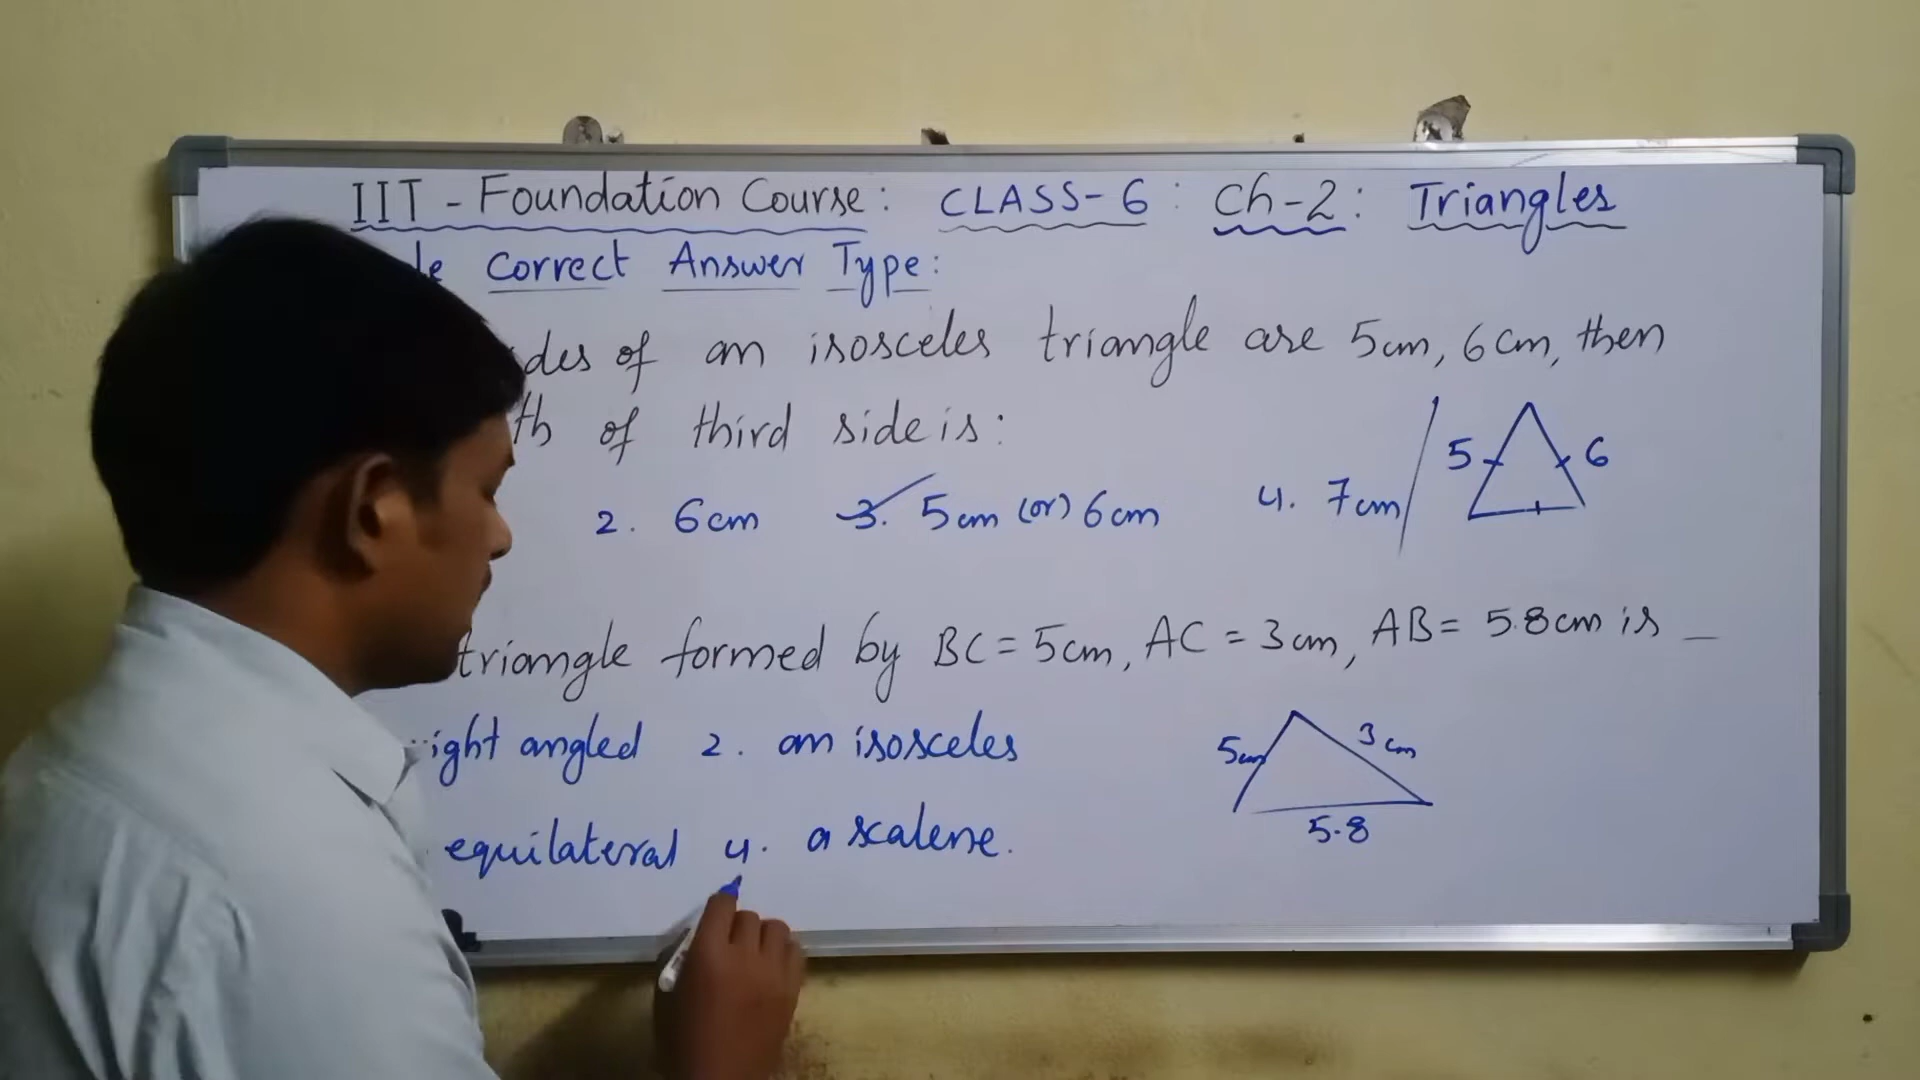 IIT - Foundation Course: CLASS-6 : Ch-2: Triangles
Correct Answer Type:
of an isosceles triangle are 5cm, 6cm, then
of third side is:
2. 6cm 3. 5cm (or) 6cm 4. 7cm
5 6
triangle formed by BC = 5cm, AC = 3cm, AB = 5.8cm is _
angled 2. an isosceles
5cm 3cm
equilateral 4. a scalene.
5.8